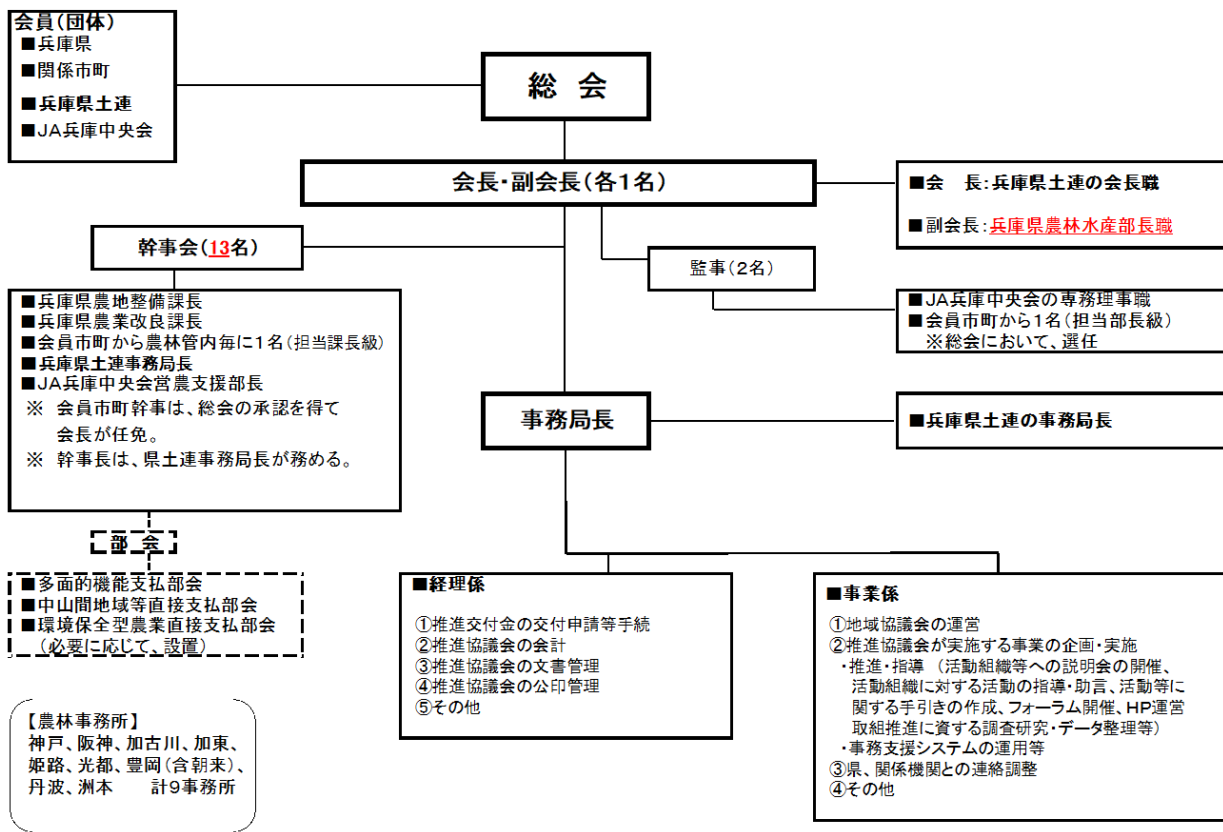 会員(団体)
■兵庫県
■関係市町
■兵庫県土連
■JA兵庫中央会
総 会
会長・副会長(各1名)
■会 長:兵庫県土連の会長職
■副会長:兵庫県農林水産部長職
幹事会(13名)
監事(2名)
■兵庫県農地整備課長
■兵庫県農業改良課長
■会員市町から農林管内毎に1名(担当課長級)
■兵庫県土連事務局長
■JA兵庫中央会営農支援部長
※ 会員市町幹事は、総会の承認を得て
会長が任免。
※ 幹事長は、県土連事務局長が務める。
■JA兵庫中央会の専務理事職
■会員市町から1名(担当部長級)
※総会において、選任
事務局長
■兵庫県土連の事務局長
部 会
■多面的機能支払部会
■中山間地域等直接支払部会
■環境保全型農業直接支払部会
(必要に応じて、設置)
■経理係
①推進交付金の交付申請等手続
②推進協議会の会計
③推進協議会の文書管理
④推進協議会の公印管理
⑤その他
■事業係
①地域協議会の運営
②推進協議会が実施する事業の企画・実施
・推進・指導 (活動組織等への説明会の開催、
活動組織に対する活動の指導・助言、活動等に
関する手引きの作成、フォーラム開催、HP運営
取組推進に資する調査研究・データ整理等)
・事務支援システムの運用等
③県、関係機関との連絡調整
④その他
【農林事務所】
神戸、阪神、加古川、加東、
姫路、光都、豊岡(含朝来)、
丹波、洲本 計9事務所